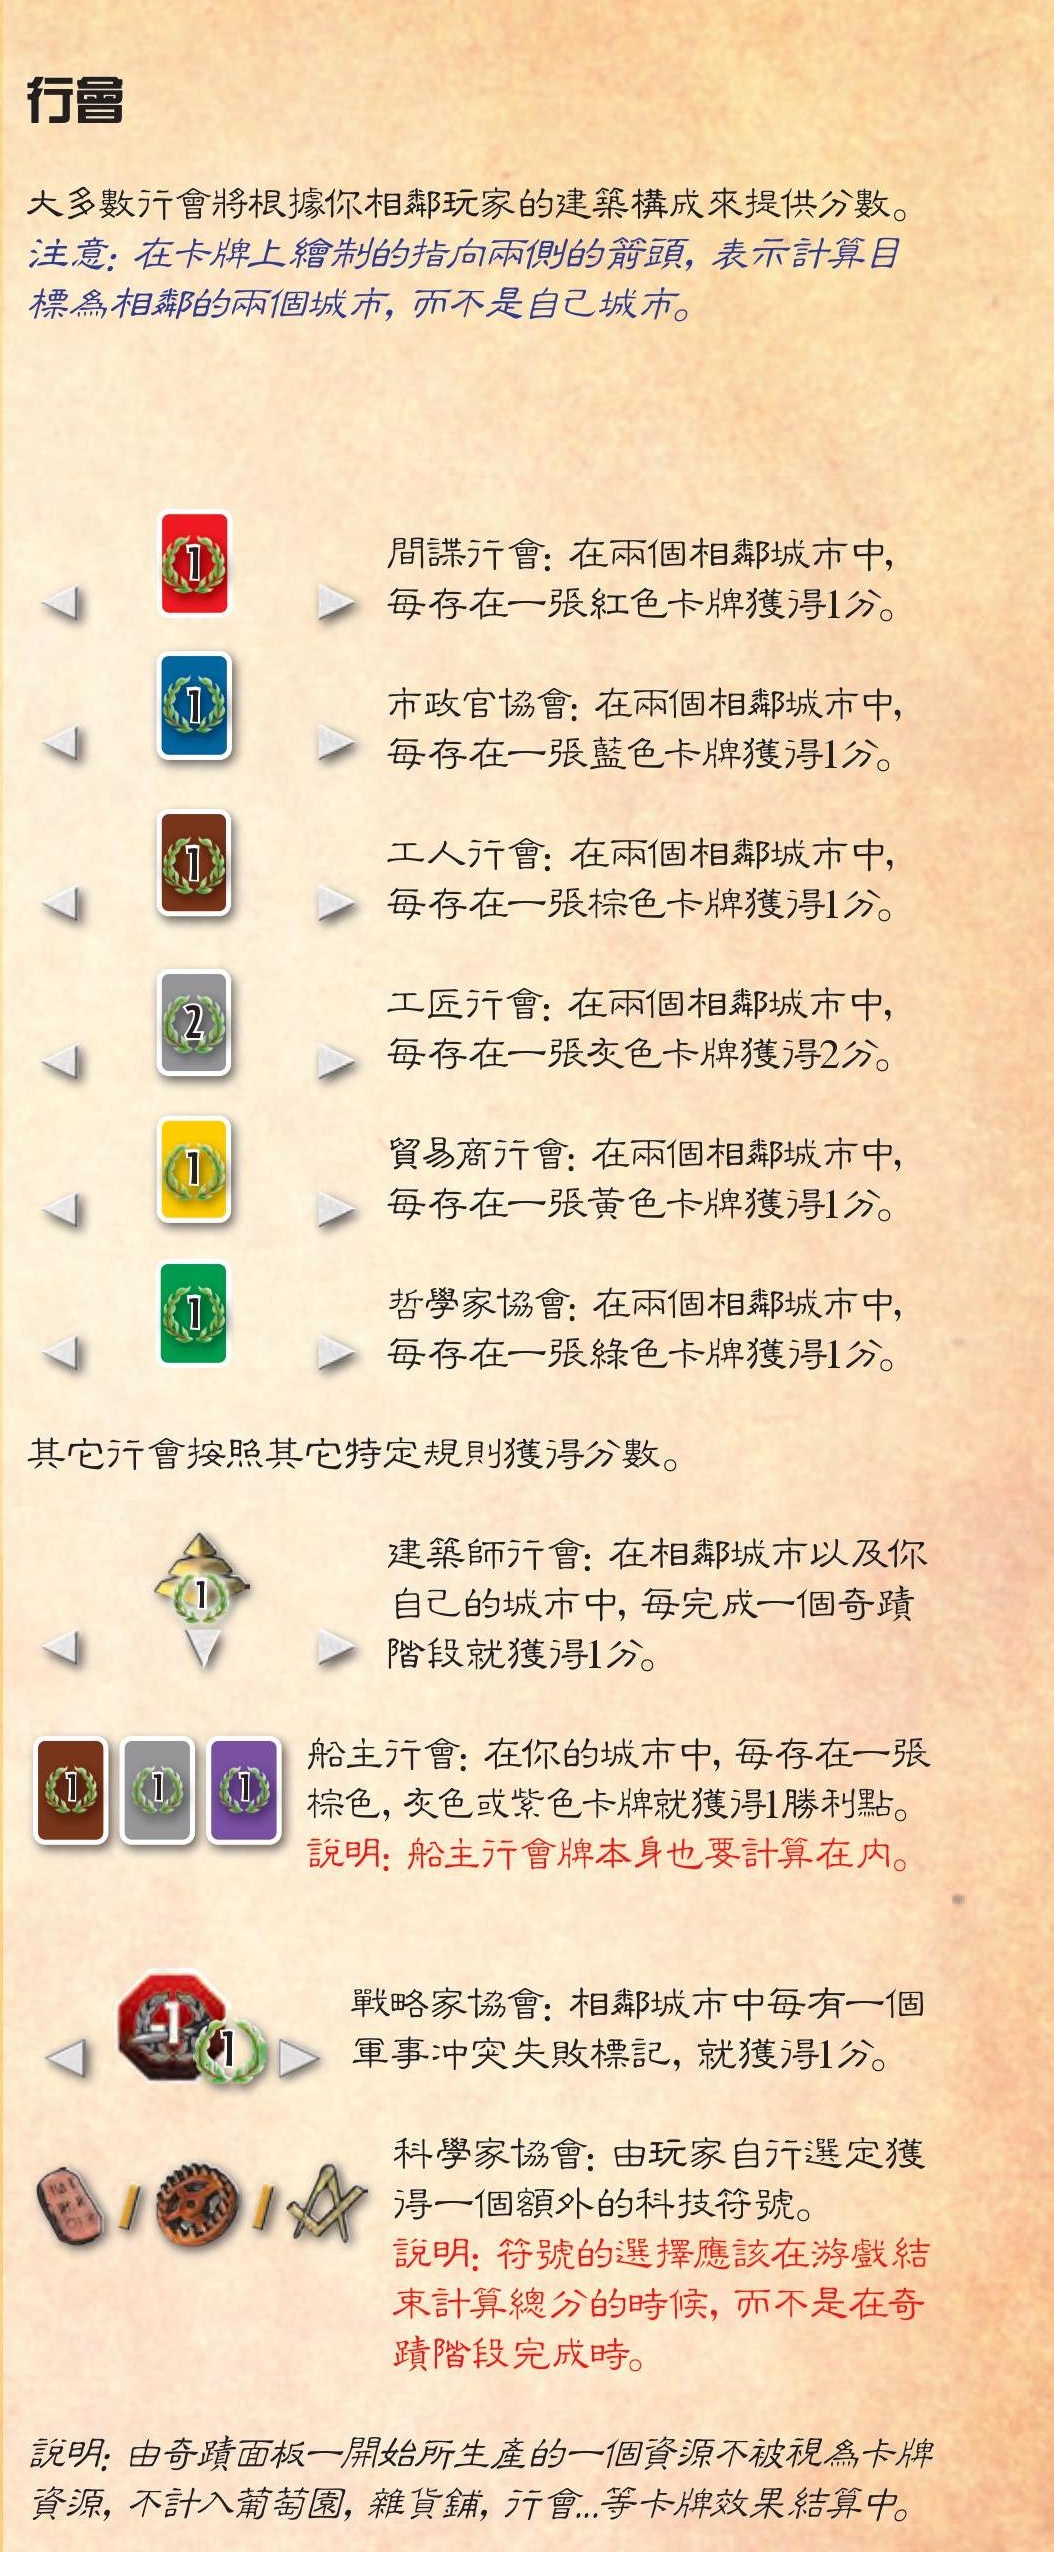 行會
大多數行會將根據你相鄰玩家的建築構成來提供分數。
注意: 在卡牌上繪制的指向兩側的箭頭, 表示計算目
標為相鄰的兩個城市, 而不是自己城市。
1
間諜行會: 在兩個相鄰城市中,
每存在一張紅色卡牌獲得1分。
1
市政官協會: 在兩個相鄰城市中,
每存在一張藍色卡牌獲得1分。
1
工人行會: 在兩個相鄰城市中,
每存在一張棕色卡牌獲得1分。
2
工匠行會: 在兩個相鄰城市中,
每存在一張灰色卡牌獲得2分。
1
貿易商行會: 在兩個相鄰城市中,
每存在一張黃色卡牌獲得1分。
1
哲學家協會: 在兩個相鄰城市中,
每存在一張綠色卡牌獲得1分。
其它行會按照其它特定規則獲得分數。
1
建築師行會: 在相鄰城市以及你
自己的城市中, 每完成一個奇蹟
階段就獲得1分。
1 1 1
船主行會: 在你的城市中, 每存在一張
棕色, 灰色或紫色卡牌就獲得1勝利點。
說明: 船主行會牌本身也要計算在內。
-1 1
戰略家協會: 相鄰城市中每有一個
軍事沖突失敗標記, 就獲得1分。
科學家協會: 由玩家自行選定獲
得一個額外的科技符號。
說明: 符號的選擇應該在游戲結
束計算總分的時候, 而不是在奇
蹟階段完成時。
說明: 由奇蹟面板一開始所生產的一個資源不被視為卡牌
資源, 不計入葡萄園, 雜貨鋪, 行會...等卡牌效果結算中。